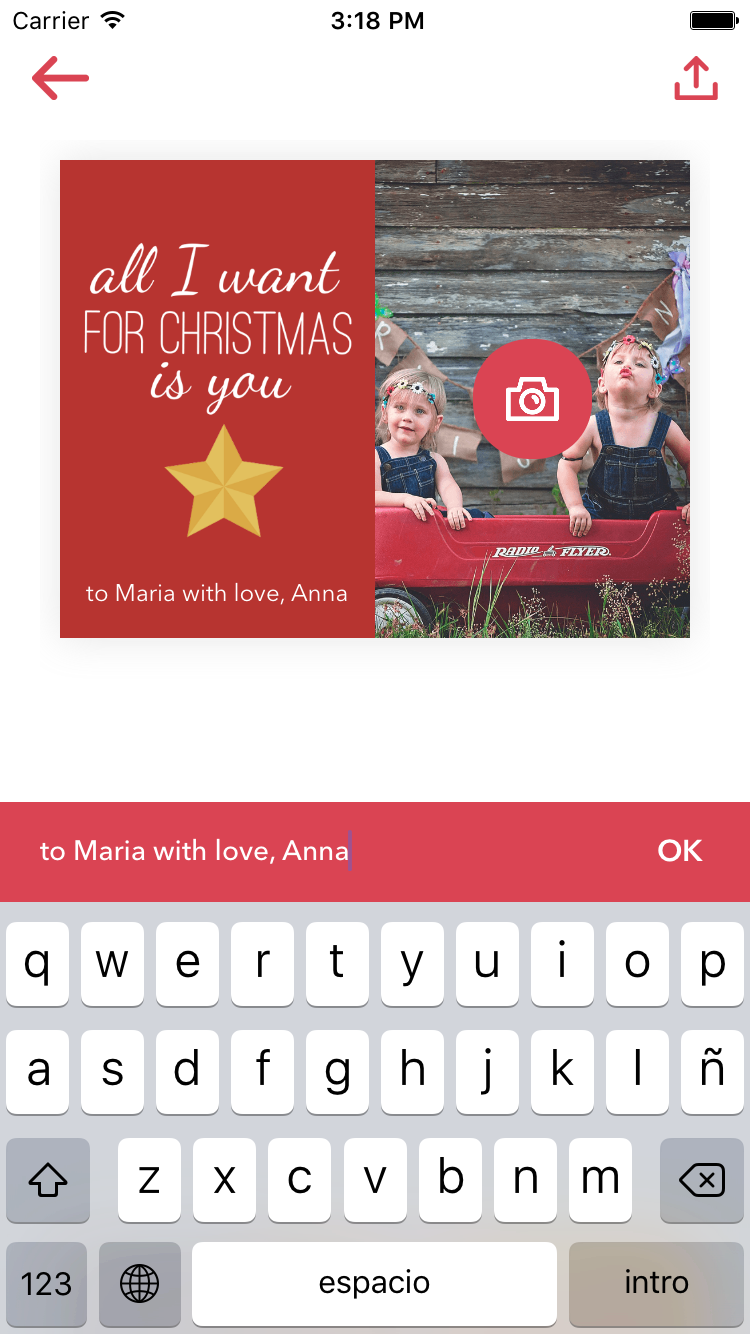 Carrier 3:18 PM
all I want
FOR CHRISTMAS
is you
to Maria with love, Anna
R
I
N
RADIO FLYER
to Maria with love, Anna OK
q w e r t y u i o p
a s d f g h j k l ñ
z x c v b n m
123 espacio intro